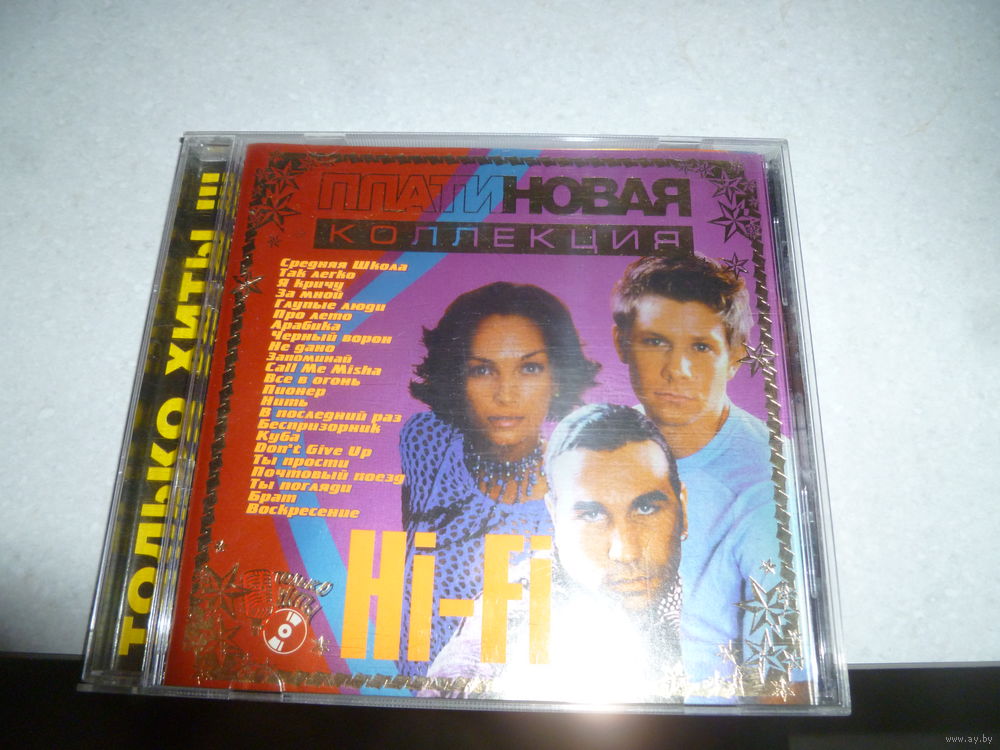 ТОЛЬКО ХИТЫ !!!
ПЛАТИНОВАЯ
КОЛЛЕКЦИЯ
Средняя Школа
Так легко
Я кричу
За мной
Глупые люди
Про лето
Арабика
Черный ворон
Не дано
Запоминай
Call Me Misha
Все в огонь
Пионер
Нить
В последний раз
Беспризорник
Куба
Don't Give Up
Ты прости
Почтовый поезд
Ты погляди
Брат
Воскресение
Hi-Fi
только
хиты
www.ay.by